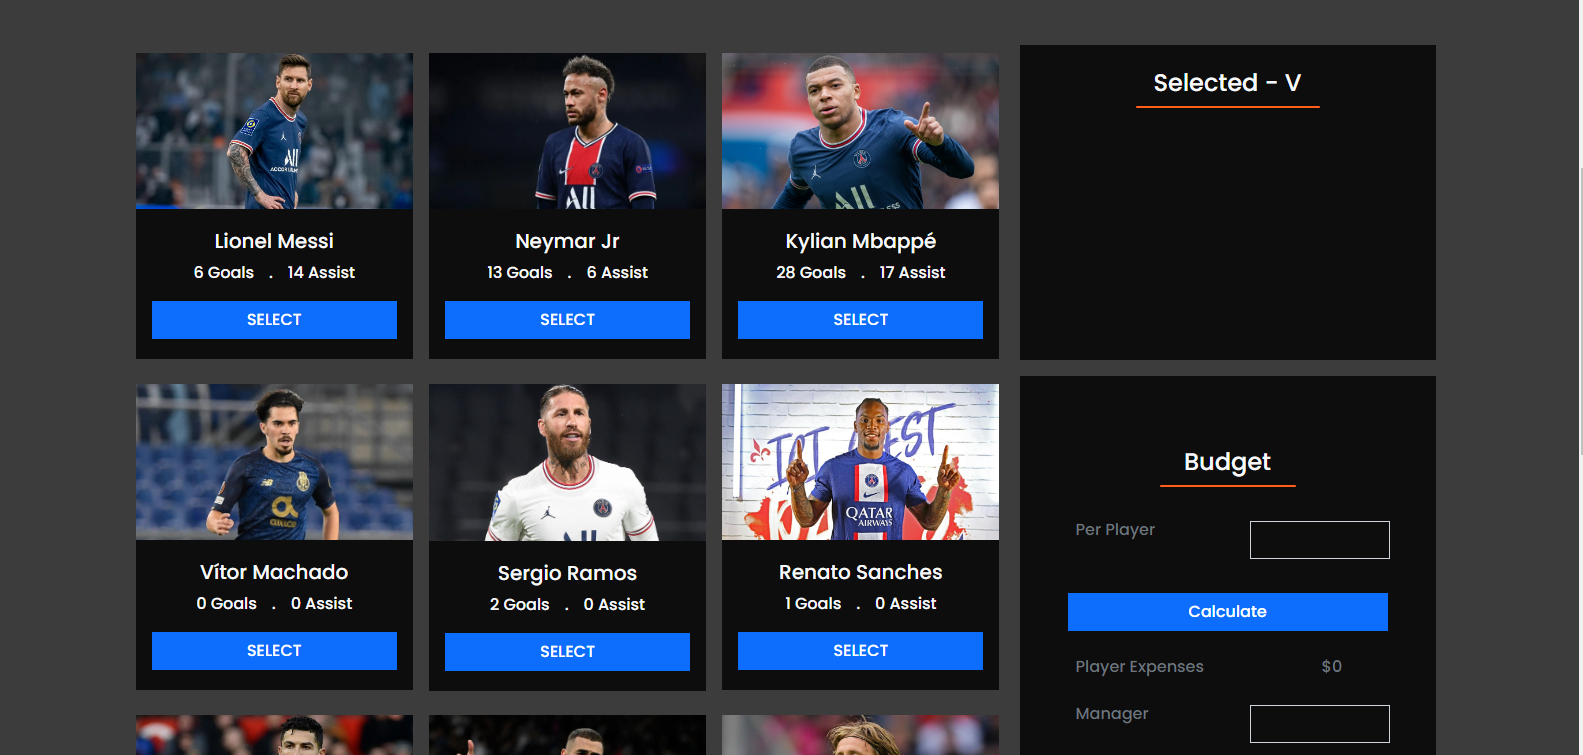 Lionel Messi
6 Goals . 14 Assist
SELECT
Neymar Jr
13 Goals . 6 Assist
SELECT
Kylian Mbappé
28 Goals . 17 Assist
SELECT
Vítor Machado
0 Goals . 0 Assist
SELECT
Sergio Ramos
2 Goals . 0 Assist
SELECT
QATAR
AIRWAYS
Renato Sanches
1 Goals . 0 Assist
SELECT
Selected - V
Budget
Per Player
Calculate
Player Expenses $0
Manager